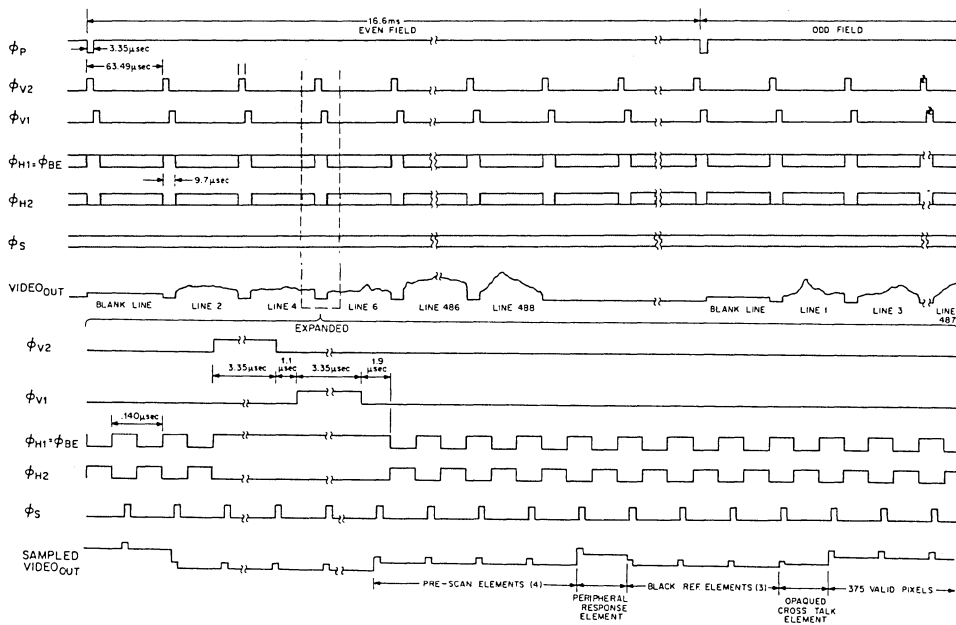 16.6ms
EVEN FIELD
ODD FIELD
ϕP
3.35μsec
63.49μsec
ϕV2
ϕV1
ϕH1=ϕBE
9.7μsec
ϕH2
ϕS
VIDEOOUT
BLANK LINE
LINE 2
LINE 4
LINE 6
LINE 486
LINE 488
BLANK LINE
LINE 1
LINE 3
LINE
487
EXPANDED
ϕV2
3.35μsec
1.1
μsec
3.35μsec
1.9
μsec
ϕV1
.140μsec
ϕH1=ϕBE
ϕH2
ϕS
SAMPLED
VIDEOOUT
PRE-SCAN ELEMENTS (4)
PERIPHERAL
RESPONSE
ELEMENT
BLACK REF ELEMENTS (3)
OPAQUED
CROSS TALK
ELEMENT
375 VALID PIXELS